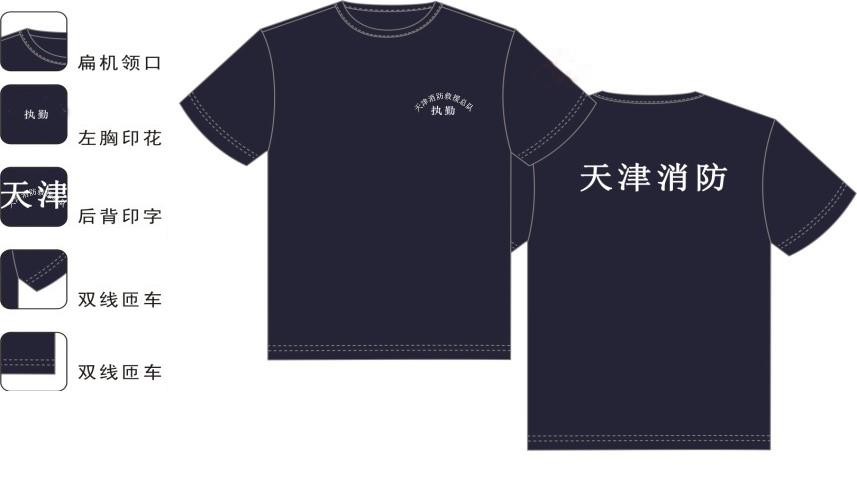 扁机领口
执勤
左胸印花
天津
后背印字
双线匝车
双线匝车
天津消防救援总队
执勤
天津消防